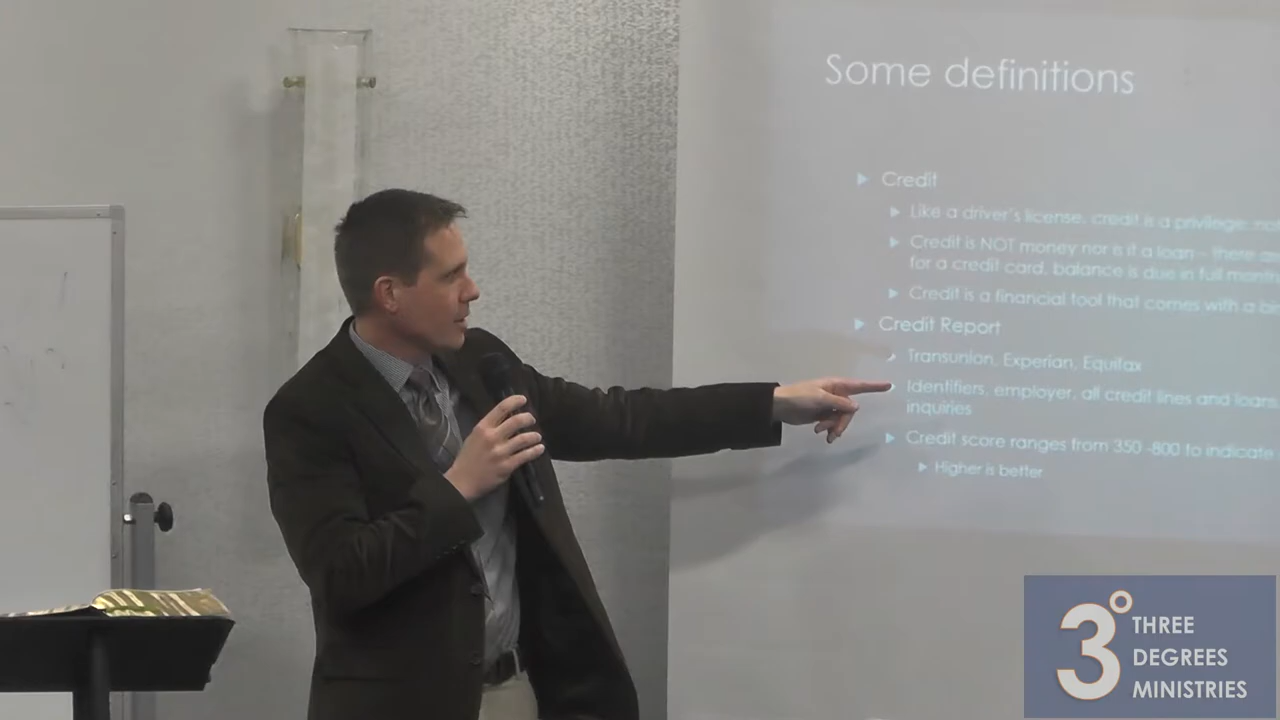 Some definitions
Credit
Like a driver's license, credit is a privilege; not
Credit is NOT money nor is it a loan – there
for a credit card, balance is due in full
Credit is a financial tool that comes with a
Credit Report
Transunion, Experian, Equifax
Identifiers, employer, all credit lines and loans
inquiries
Credit score ranges from 350 -800 to indicate
Higher is better
3° THREE
DEGREES
MINISTRIES